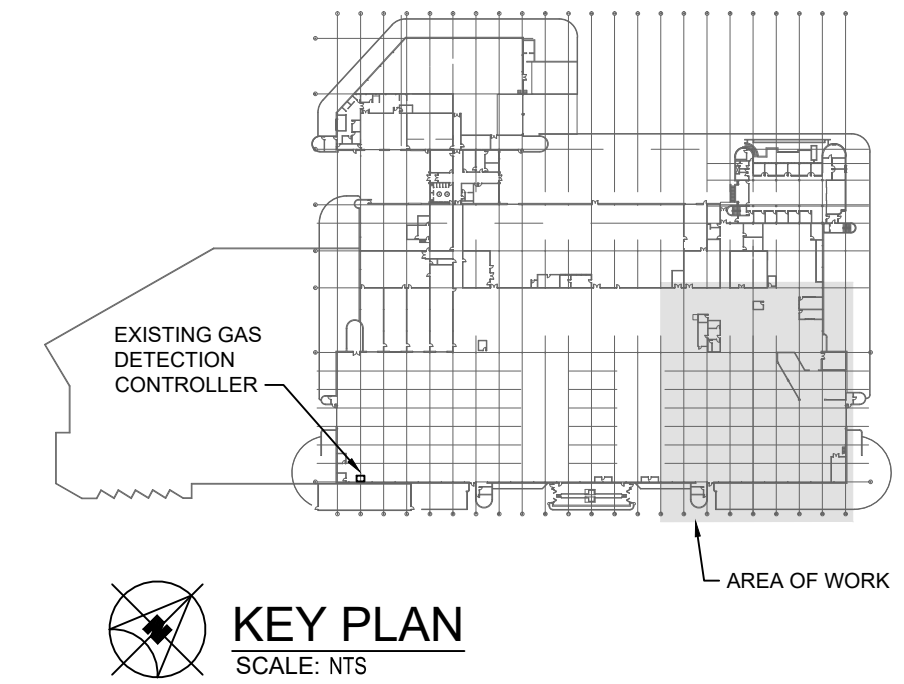 EXISTING GAS
DETECTION
CONTROLLER
AREA OF WORK
KEY PLAN
SCALE: NTS